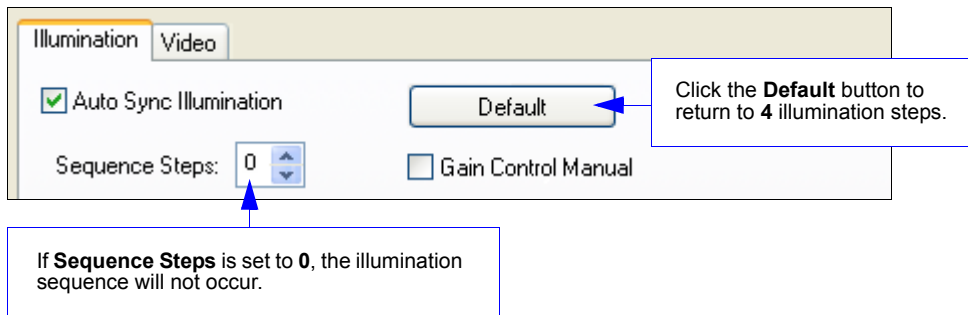 Illumination Video
Auto Sync Illumination
Default
Click the Default button to
return to 4 illumination steps.
Sequence Steps: 0
Gain Control Manual
If Sequence Steps is set to 0, the illumination
sequence will not occur.